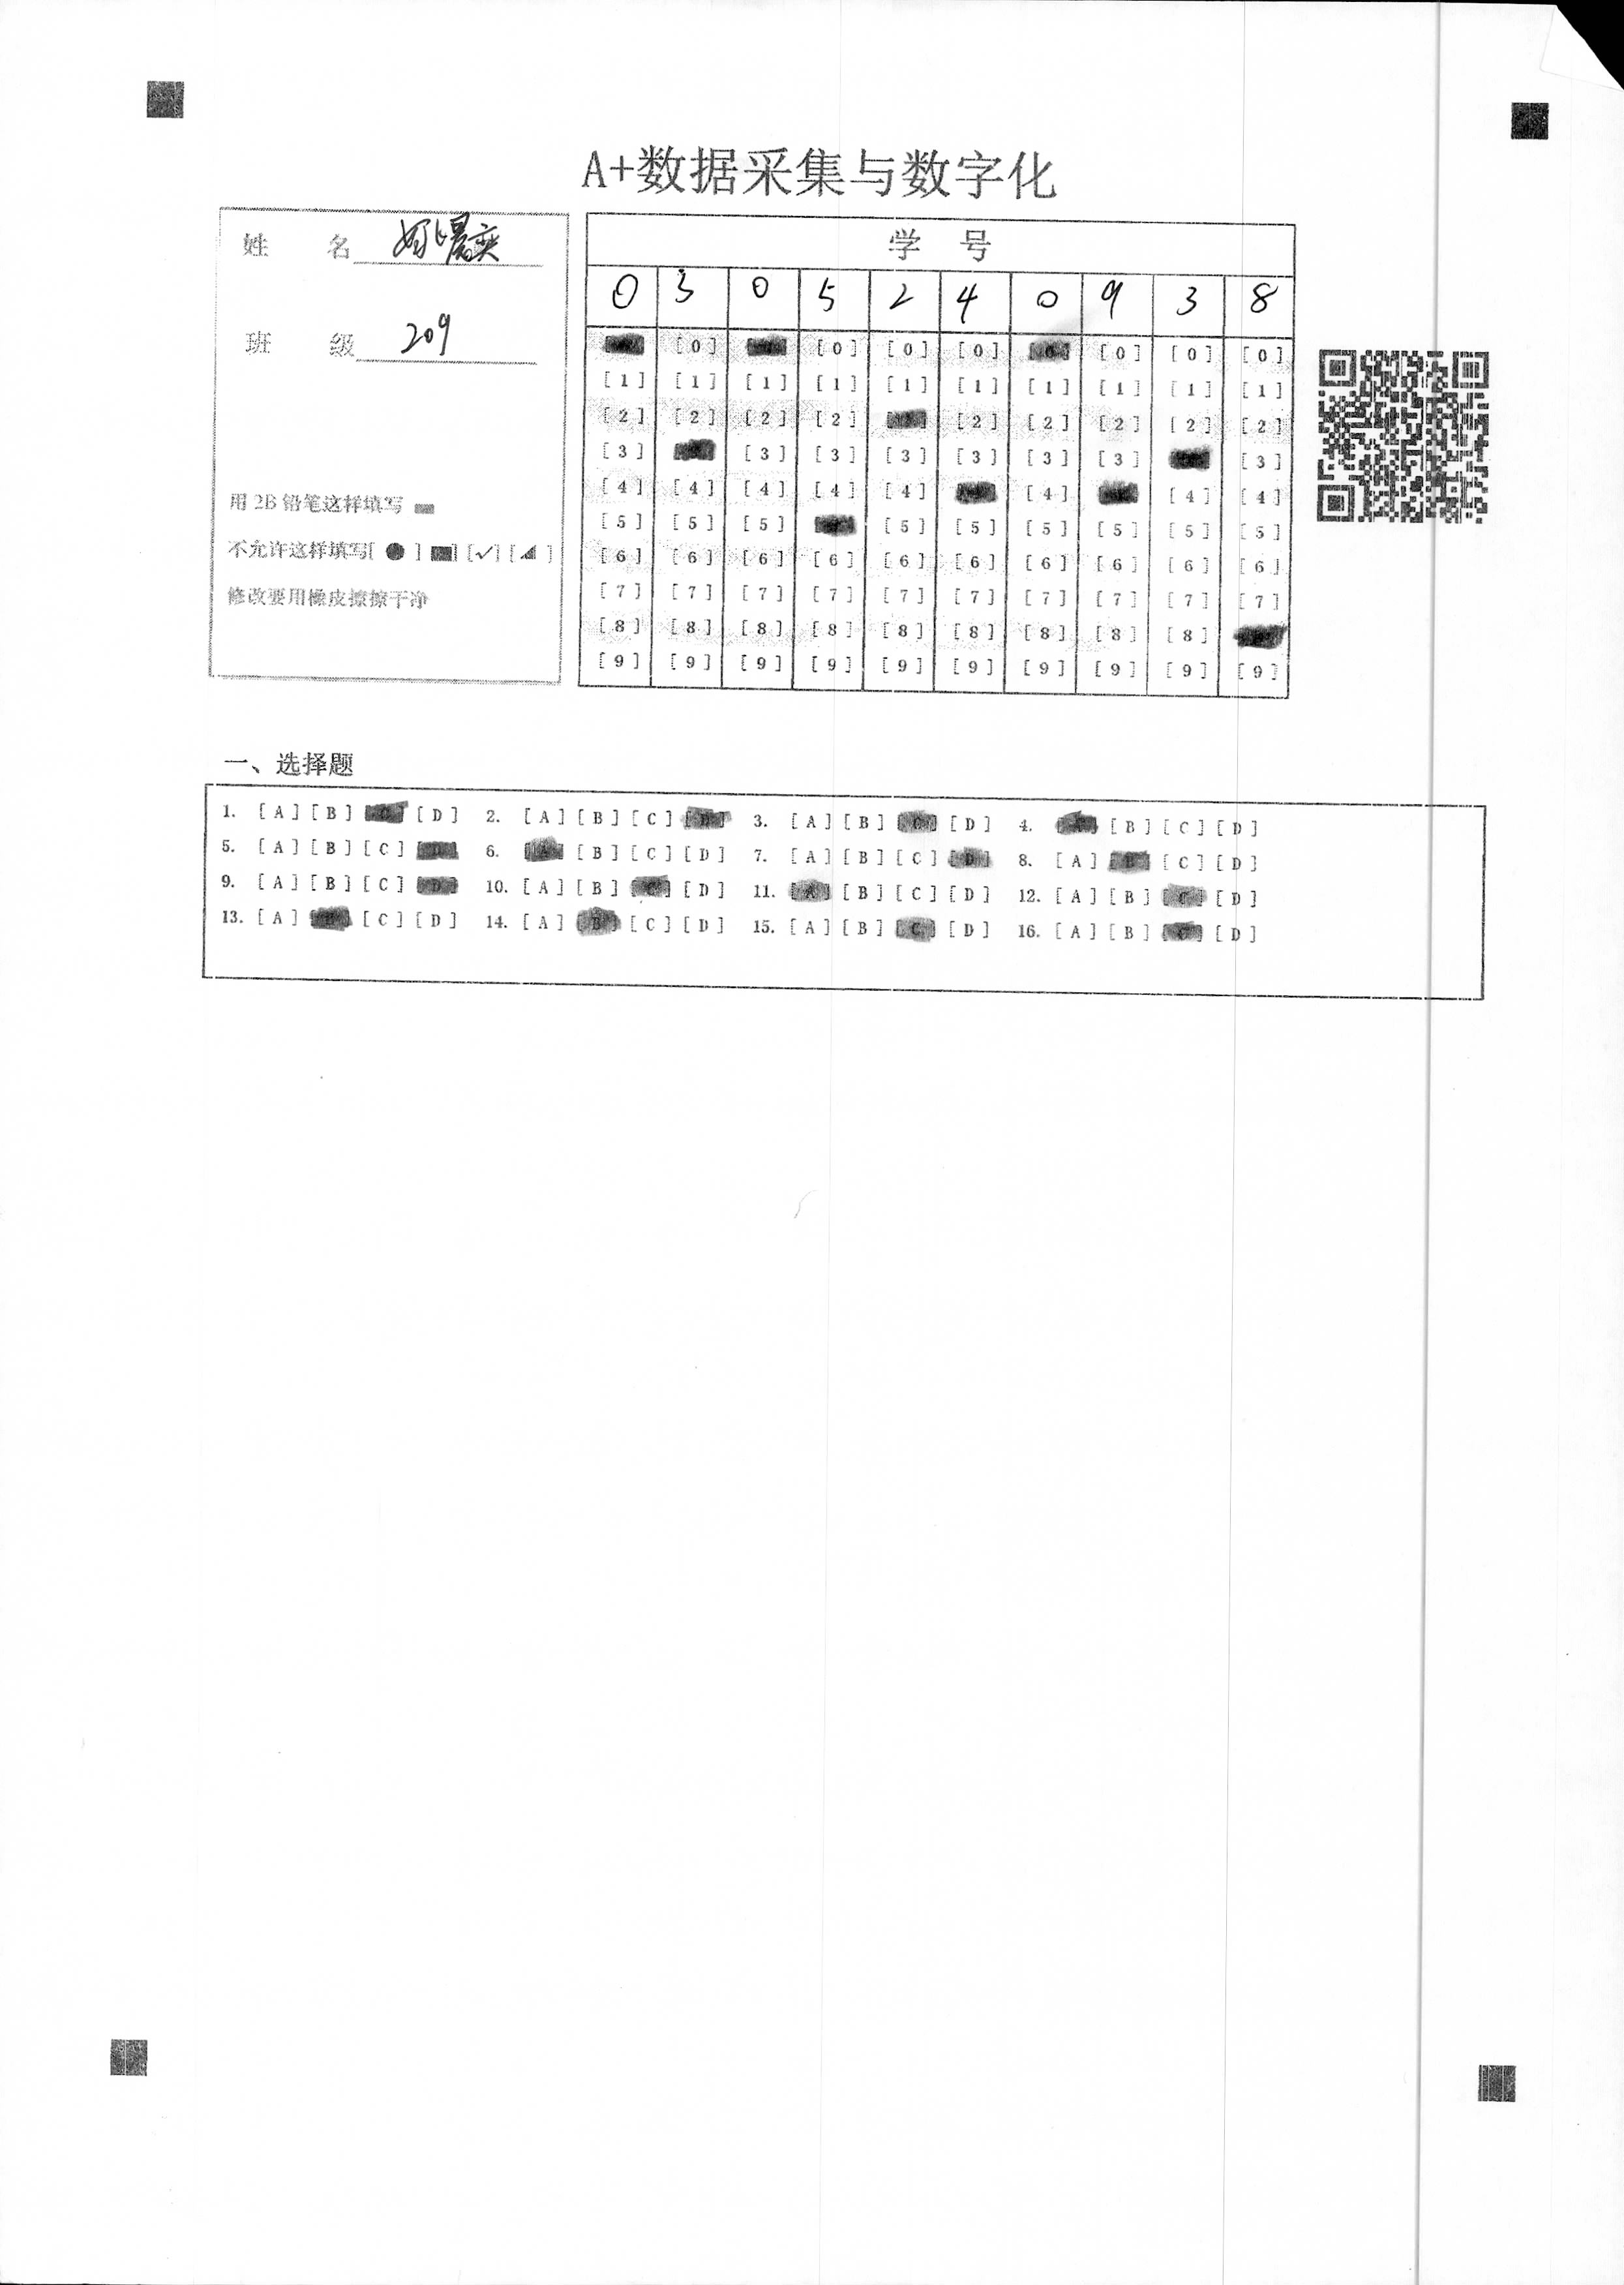 A+数据采集与数字化
姓 名
班 级 209
用 2B 铅笔这样填写
不允许这样填写[ ● ] [■] [✓] [◢ ]
修改要用橡皮擦擦干净
学 号
0 3 0 5 2 4 0 9 3 8
[0] [0] [0] [0] [0] [0] [0]
[1] [1] [1] [1] [1] [1] [1] [1] [1] [1]
[2] [2] [2] [2] [2] [2] [2] [2] [2]
[3] [3] [3] [3] [3] [3] [3] [3]
[4] [4] [4] [4] [4] [4] [4] [4]
[5] [5] [5] [5] [5] [5] [5] [5] [5]
[6] [6] [6] [6] [6] [6] [6] [6] [6] [6]
[7] [7] [7] [7] [7] [7] [7] [7] [7] [7]
[8] [8] [8] [8] [8] [8] [8] [8] [8]
[9] [9] [9] [9] [9] [9] [9] [9] [9] [9]
一、选择题
1. [A] [B] [C] [D] 2. [A] [B] [C] [D] 3. [A] [B] [C] [D] 4. [A] [B] [C] [D]
5. [A] [B] [C] [D] 6. [A] [B] [C] [D] 7. [A] [B] [C] [D] 8. [A] [B] [C] [D]
9. [A] [B] [C] [D] 10. [A] [B] [C] [D] 11. [A] [B] [C] [D] 12. [A] [B] [C] [D]
13. [A] [B] [C] [D] 14. [A] [B] [C] [D] 15. [A] [B] [C] [D] 16. [A] [B] [C] [D]